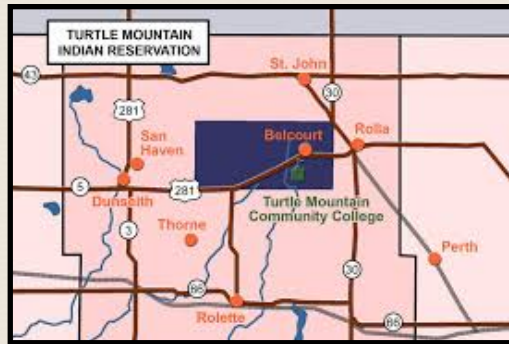 TURTLE MOUNTAIN
INDIAN RESERVATION
43
St. John
281
30
San
Haven
Belcourt
Rolla
5
281
Dunseith
Turtle Mountain
Community College
3
Thorne
Perth
30
66
Rolette
66